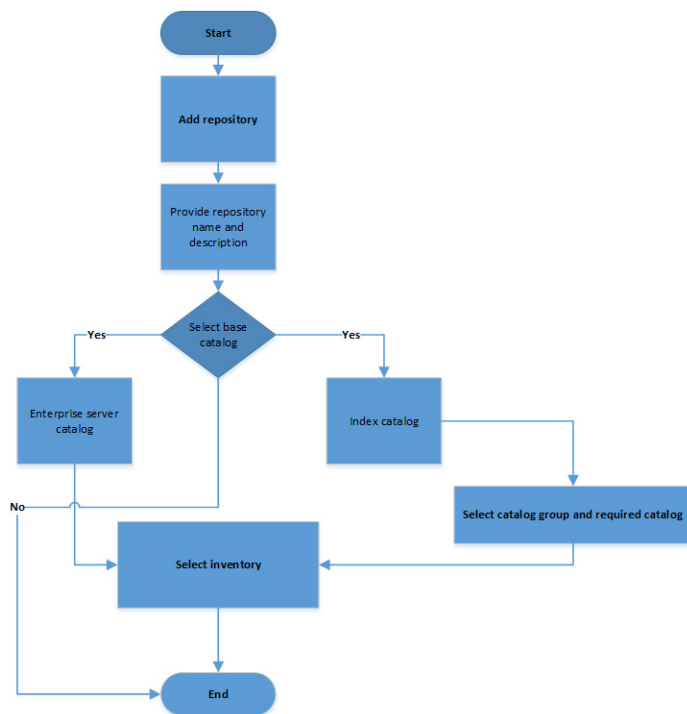 Start
Add repository
Provide repository
name and
description
Select base
catalog
Yes
Yes
Enterprise server
catalog
Index catalog
No
Select catalog group and required catalog
Select inventory
End